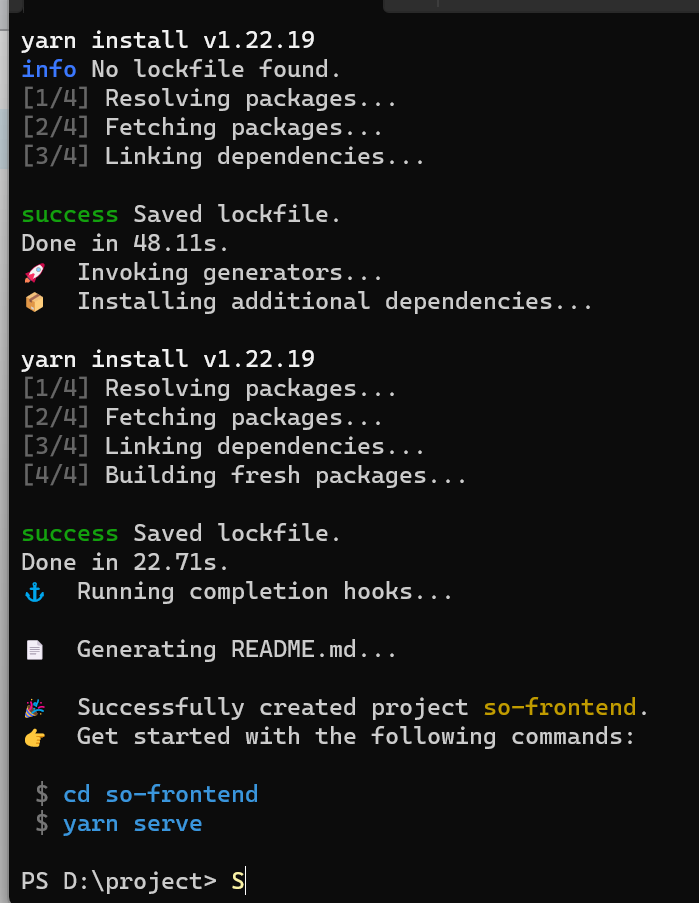 yarn install v1.22.19
info No lockfile found.
[1/4] Resolving packages...
[2/4] Fetching packages...
[3/4] Linking dependencies...
success Saved lockfile.
Done in 48.11s.
🚀 Invoking generators...
📦 Installing additional dependencies...
yarn install v1.22.19
[1/4] Resolving packages...
[2/4] Fetching packages...
[3/4] Linking dependencies...
[4/4] Building fresh packages...
success Saved lockfile.
Done in 22.71s.
⚓ Running completion hooks...
📄 Generating README.md...
🎉 Successfully created project so-frontend.
👉 Get started with the following commands:
$ cd so-frontend
$ yarn serve
PS D:\project> S